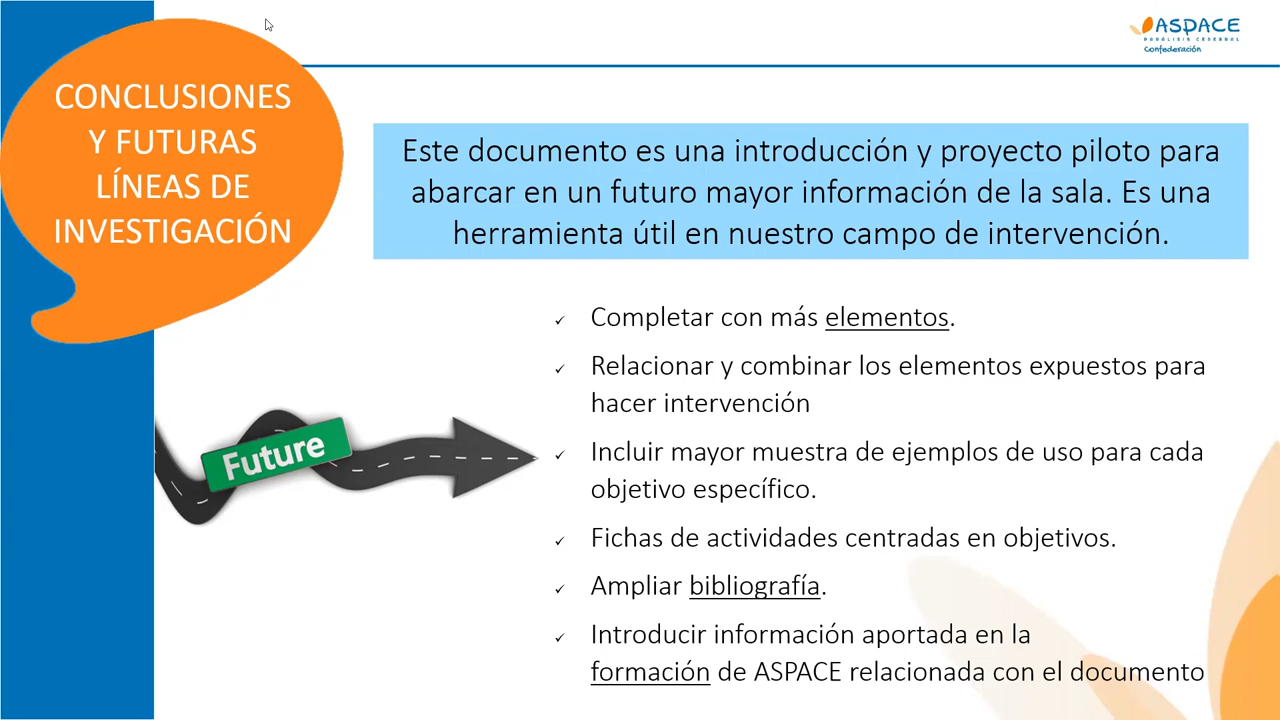 ASPACE
PARÁLISIS CEREBRAL
Confederación
CONCLUSIONES
Y FUTURAS
LÍNEAS DE
INVESTIGACIÓN
Este documento es una introducción y proyecto piloto para
abarcar en un futuro mayor información de la sala. Es una
herramienta útil en nuestro campo de intervención.
Future
✓ Completar con más elementos.
✓ Relacionar y combinar los elementos expuestos para
hacer intervención
✓ Incluir mayor muestra de ejemplos de uso para cada
objetivo específico.
✓ Fichas de actividades centradas en objetivos.
✓ Ampliar bibliografía.
✓ Introducir información aportada en la
formación de ASPACE relacionada con el documento